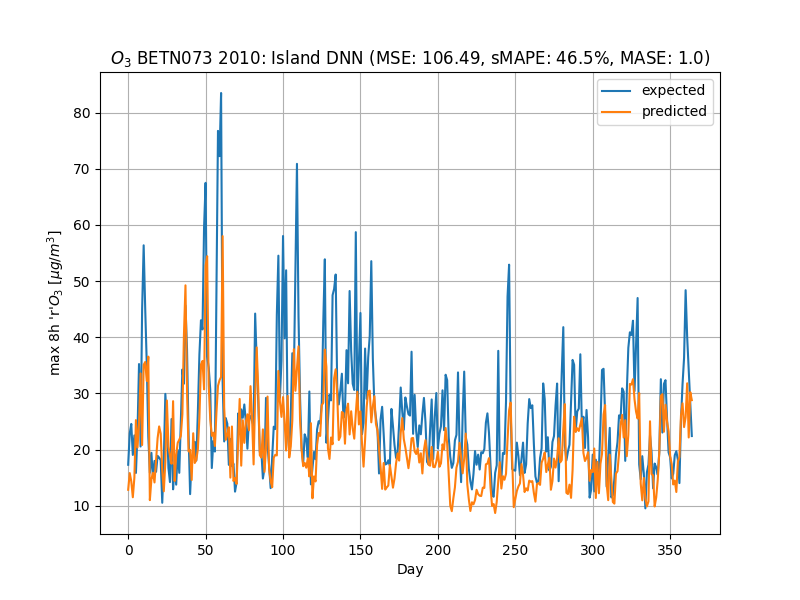 O3 BETN073 2010: Island DNN (MSE: 106.49, sMAPE: 46.5%, MASE: 1.0)
expected
predicted
max 8h 'r'O3 [μg/m3]
80
70
60
50
40
30
20
10
0 50 100 150 200 250 300 350
Day